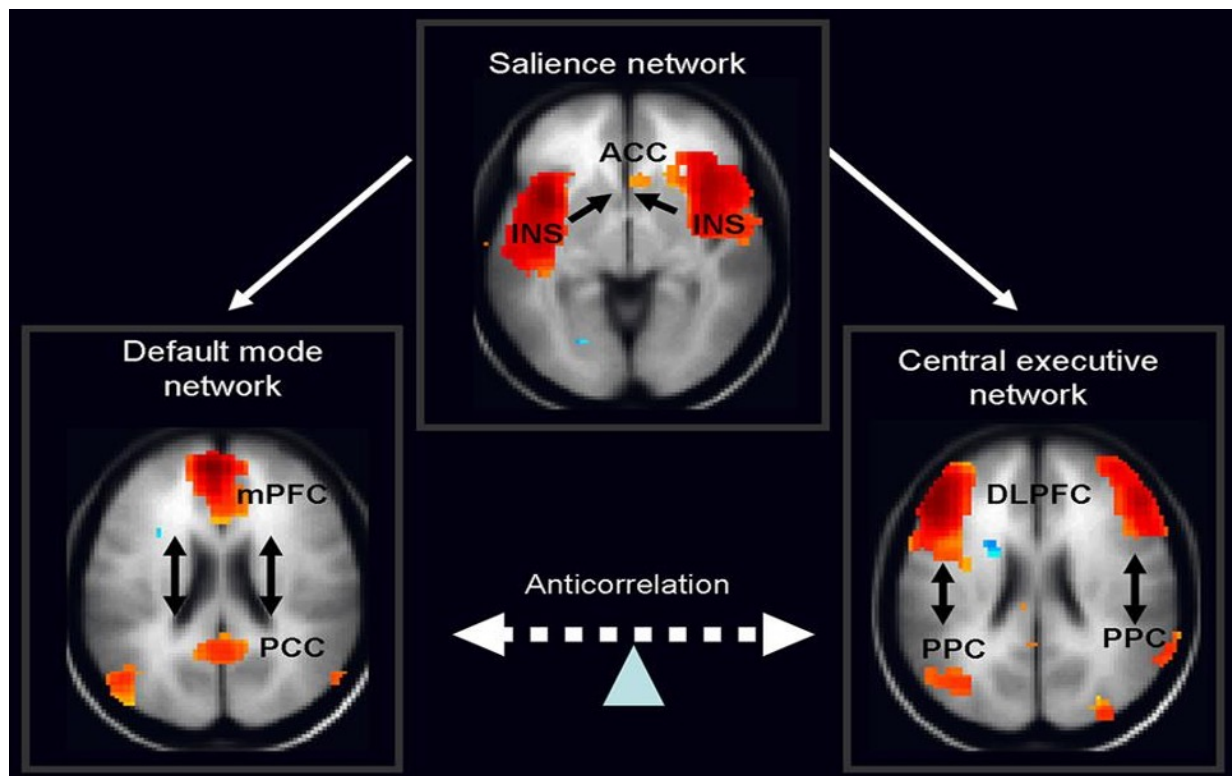 Salience network
ACC
INS
INS
Default mode
network
mPFC
PCC
Anticorrelation
Central executive
network
DLPFC
PPC
PPC